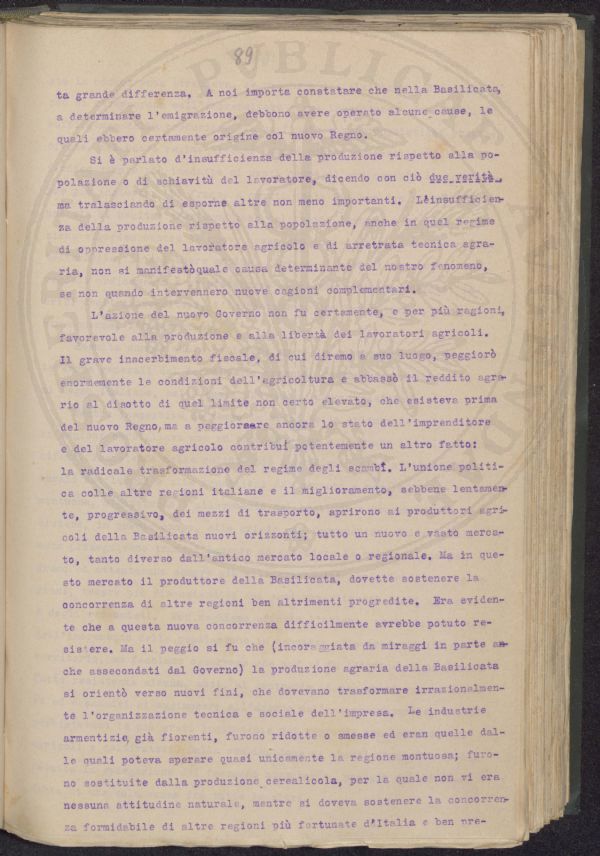 89
ta grande differenza. A noi importa constatare che nella Basilicata,
a determinare l'emigrazione, debbono avere operato alcune cause, le
quali ebbero certamente origine col nuovo Regno.
Si è parlato d'insufficienza della produzione rispetto alla po-
polazione o di schiavitù del lavoratore, dicendo con ciò due verità
ma tralasciando di esporne altre non meno importanti. Lèinsufficien-
za della produzione rispetto alla popolazione, anche in quel regime
di oppressione del lavoratore agricolo e di arretrata tecnica agra-
ria, non si manifestòquale causa determinante del nostro fenomeno,
se non quando intervennero nuove cagioni complementari.
L'azione del nuovo Governo non fu certamente, e per più ragioni,
favorevole alla produzione e alla libertà dei lavoratori agricoli.
Il grave inacerbimento fiscale, di cui diremo a suo luogo, peggiorò
enormemente le condizioni dell'agricoltura e abbassò il reddito agra-
rio al disotto di quel limite non certo elevato, che esisteva prima
del nuovo Regno, ma a peggiorare ancora lo stato dell'imprenditore
e del lavoratore agricolo contribuí potentemente un altro fatto:
la radicale trasformazione del regime degli scambî. L'unione politi-
ca colle altre regioni italiane e il miglioramento, sebbene lentamen-
te, progressivo, dei mezzi di trasporto, aprirono ai produttori agri-
coli della Basilicata nuovi orizzonti; tutto un nuovo e vasto merca-
to, tanto diverso dall'antico mercato locale o regionale. Ma in que-
sto mercato il produttore della Basilicata, dovette sostenere la
concorrenza di altre regioni ben altrimenti progredite. Era eviden-
te che a questa nuova concorrenza difficilmente avrebbe potuto re-
sistere. Ma il peggio si fu che (incoraggiata da miraggi in parte an-
che assecondati dal Governo) la produzione agraria della Basilicata
si orientò verso nuovi fini, che dovevano trasformare irrazionalmen-
te l'organizzazione tecnica e sociale dell'impresa. Le industrie
armentizie, già fiorenti, furono ridotte o smesse ed eran quelle dal-
le quali poteva sperare quasi unicamente la regione montuosa; furo-
no sostituite dalla produzione cerealicola, per la quale non vi era
nessuna attitudine naturale, mentre si doveva sostenere la concorren-
za formidabile di altre regioni più fortunate d'Italia e ben pre-